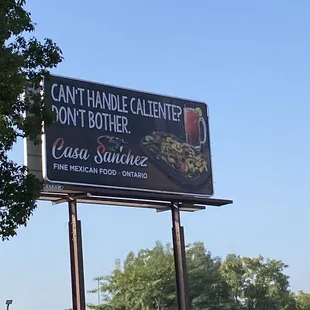 CAN'T HANDLE CALIENTE?
DON'T BOTHER.
Casa Sanchez
FINE MEXICAN FOOD · ONTARIO